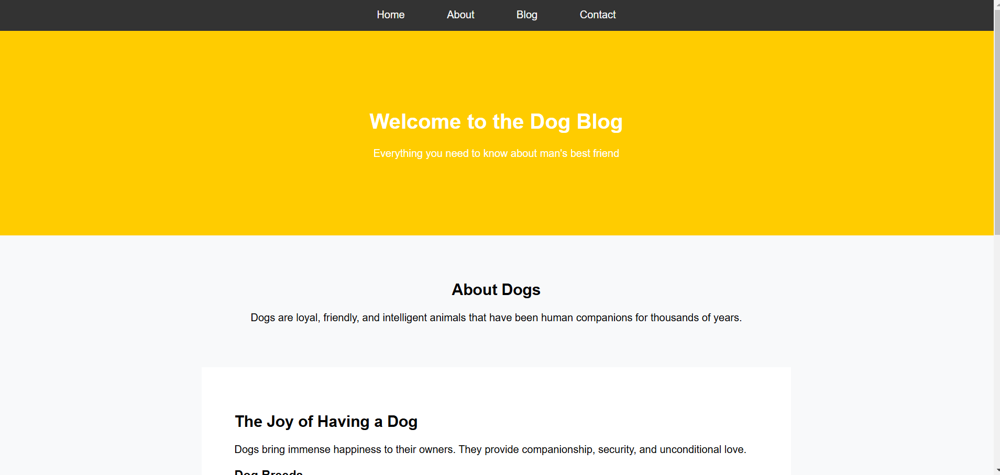 Home About Blog Contact
Welcome to the Dog Blog
Everything you need to know about man's best friend
About Dogs
Dogs are loyal, friendly, and intelligent animals that have been human companions for thousands of years.
The Joy of Having a Dog
Dogs bring immense happiness to their owners. They provide companionship, security, and unconditional love.
Dog Breeds